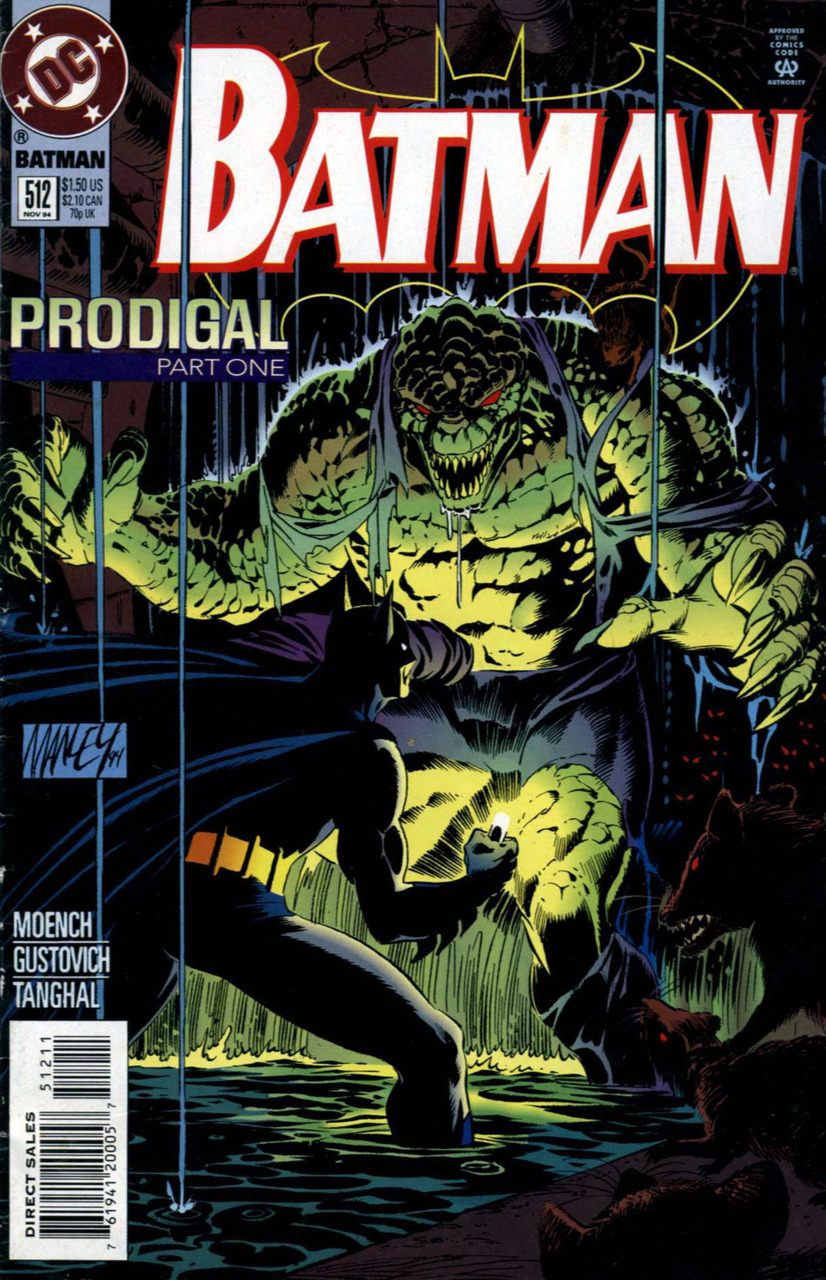 DC
®
BATMAN
512
NOV 94
$1.50 US
$2.10 CAN
70p UK
BATMAN
®
APPROVED
BY THE
COMICS
CODE
CA
AUTHORITY
PRODIGAL
PART ONE
MANLEY 94
MOENCH
GUSTOVICH
TANGHAL
DIRECT SALES
51211
7 61941 20005 7